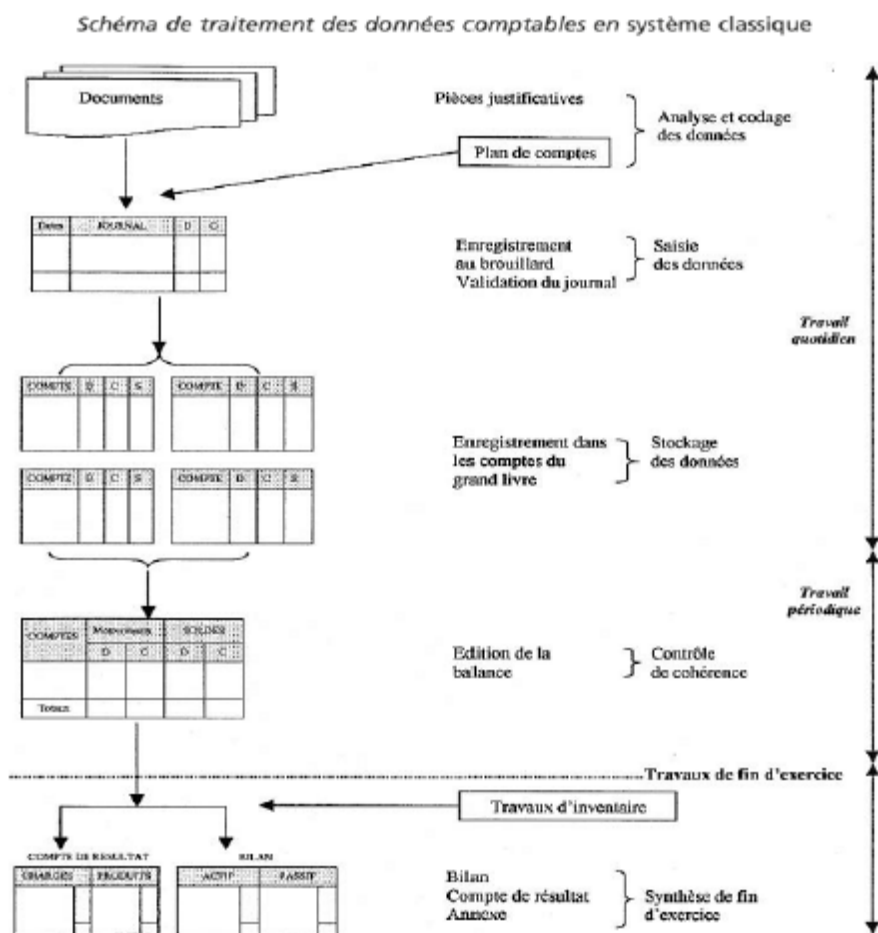 Schéma de traitement des données comptables en système classique
Documents
Pièces justificatives
Plan de comptes
Analyse et codage
des données
Dates JOURNAL D C
Enregistrement
au brouillard
Validation du journal
Saisie
des données
Travail
quotidien
COMPTE D C S
COMPTE D C S
Enregistrement dans
les comptes du
grand livre
Stockage
des données
COMPTE D C S
COMPTE D C S
Travail
périodique
COMPTES Mouvements SOLDES
D C D C
Totaux
Edition de la
balance
Contrôle
de cohérence
Travaux de fin d'exercice
Travaux d'inventaire
COMPTE DE RESULTAT
BILAN
CHARGES PRODUITS
ACTIF PASSIF
Bilan
Compte de résultat
Annexe
Synthèse de fin
d'exercice